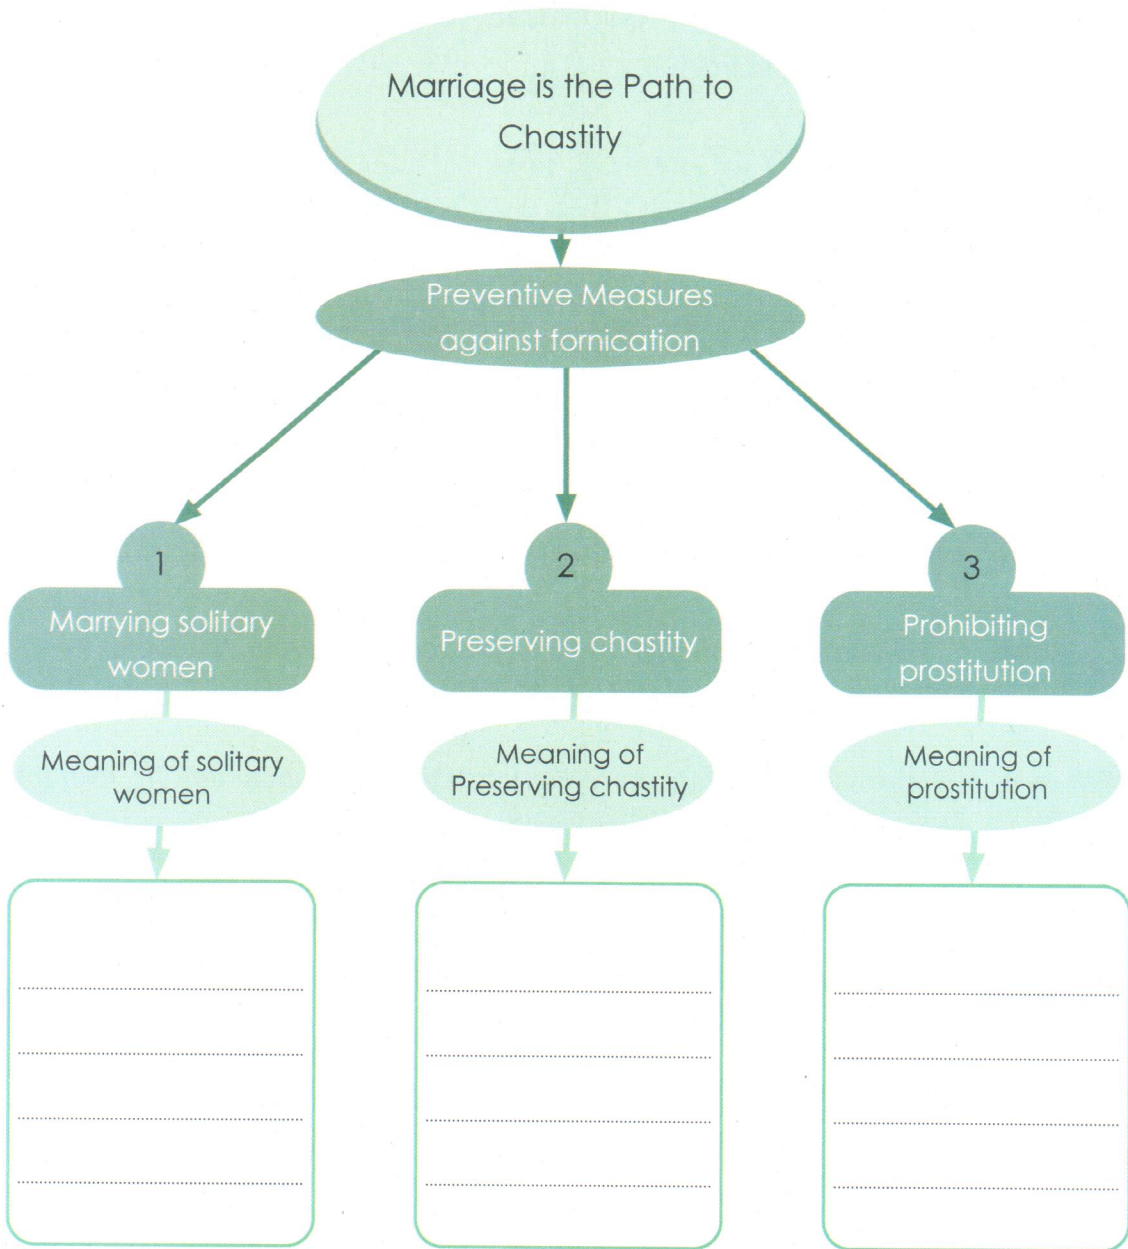 Marriage is the Path to
Chastity
Preventive Measures
against fornication
1
Marrying solitary
women
Meaning of solitary
women
2
Preserving chastity
Meaning of
Preserving chastity
3
Prohibiting
prostitution
Meaning of
prostitution